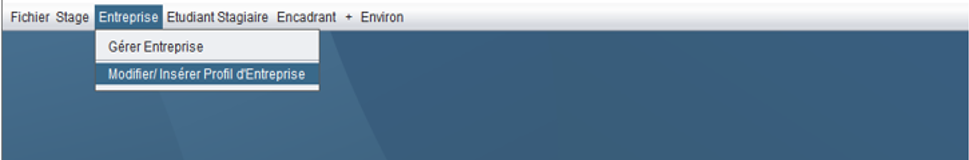 Fichier Stage Entreprise Etudiant Stagiaire Encadrant + Environ
Gérer Entreprise
Modifier/ Insérer Profil d'Entreprise